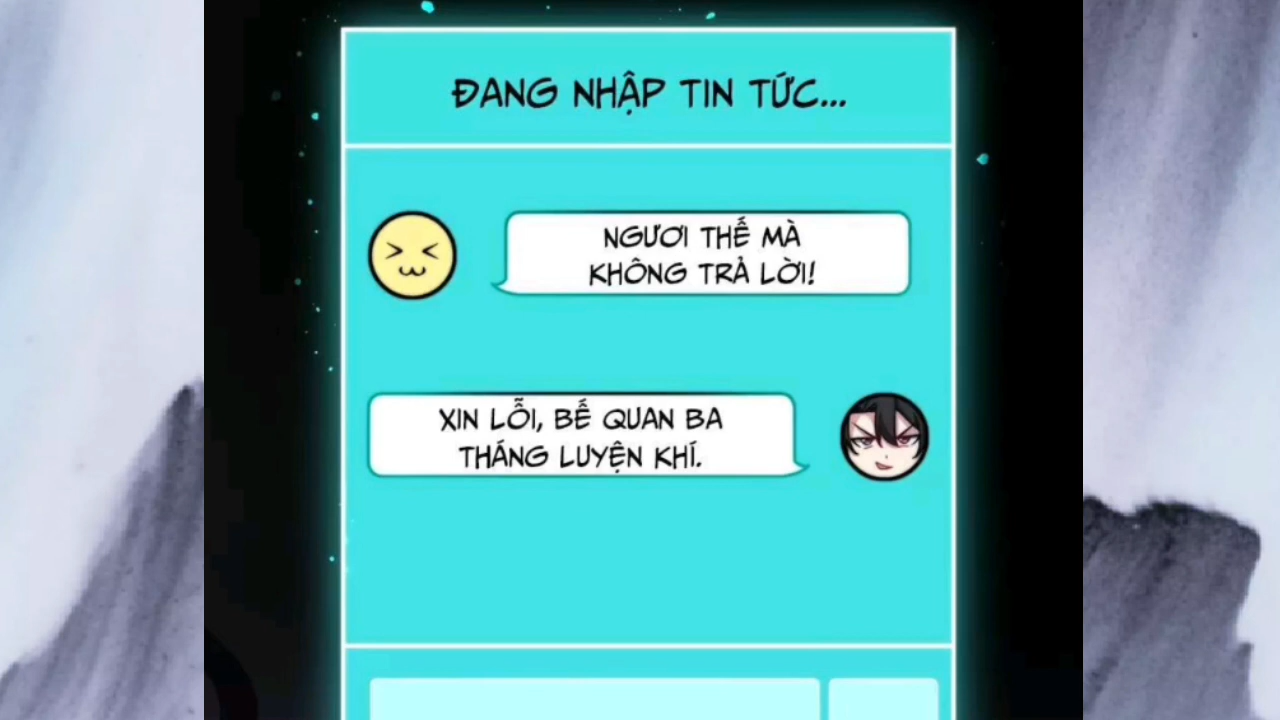 ĐANG NHẬP TIN TỨC...
NGƯƠI THẾ MÀ
KHÔNG TRẢ LỜI!
XIN LỖI, BẾ QUAN BA
THÁNG LUYỆN KHÍ.